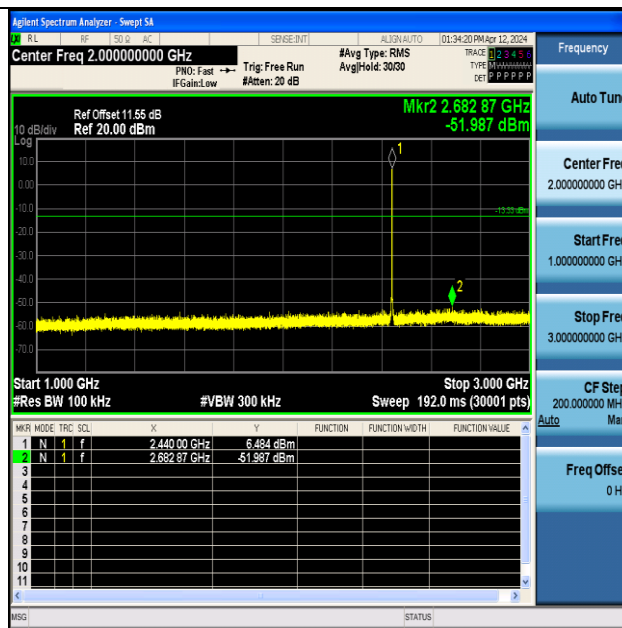 Agilent Spectrum Analyzer - Swept SA
RL RF 50 Ω AC SENSE:INT ALIGN AUTO 01:34:20 PM Apr 12, 2024
Center Freq 2.000000000 GHz
PNO: Fast
IFGain:Low
Trig: Free Run
#Atten: 20 dB
#Avg Type: RMS
Avg|Hold: 30/30
TRACE 1 2 3 4 5 6
TYPE M
DET P P P P P P
Ref Offset 11.55 dB
10 dB/div Ref 20.00 dBm
Log
Mkr2 2.682 87 GHz
-51.987 dBm
1
10.0
0.00
-10.0
-13.33 dBm
-20.0
-30.0
-40.0
2
-50.0
-60.0
-70.0
Start 1.000 GHz Stop 3.000 GHz
#Res BW 100 kHz #VBW 300 kHz Sweep 192.0 ms (30001 pts)
MKR MODE TRC SCL X Y FUNCTION FUNCTION WIDTH FUNCTION VALUE
1 N 1 f 2.440 00 GHz 6.484 dBm
2 N 1 f 2.682 87 GHz -51.987 dBm
3
4
5
6
7
8
9
10
11
MSG STATUS
Frequency
Auto Tun
Center Fre
2.000000000 GH
Start Fre
1.000000000 GH
Stop Fre
3.000000000 GH
CF Step
200.000000 MH
Auto Ma
Freq Offse
0 H